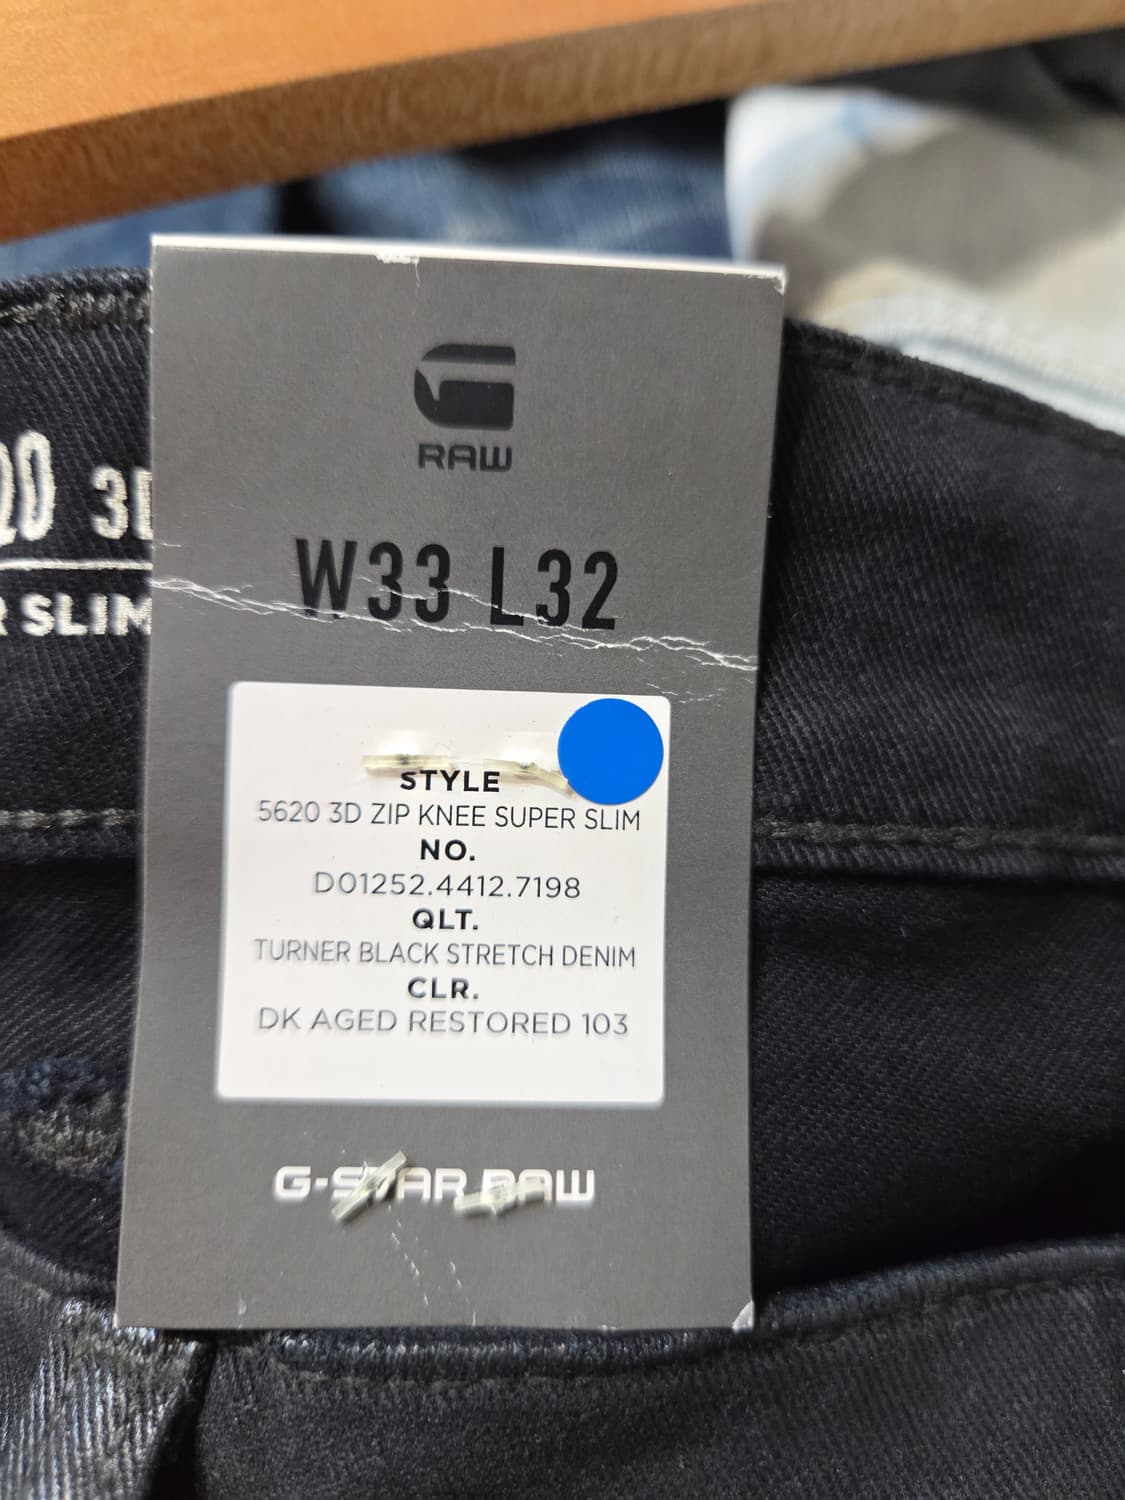 RAW
W33 L32
20 3D
R SLIM
STYLE
5620 3D ZIP KNEE SUPER SLIM
NO.
D01252.4412.7198
QLT.
TURNER BLACK STRETCH DENIM
CLR.
DK AGED RESTORED 103
G-STAR RAW